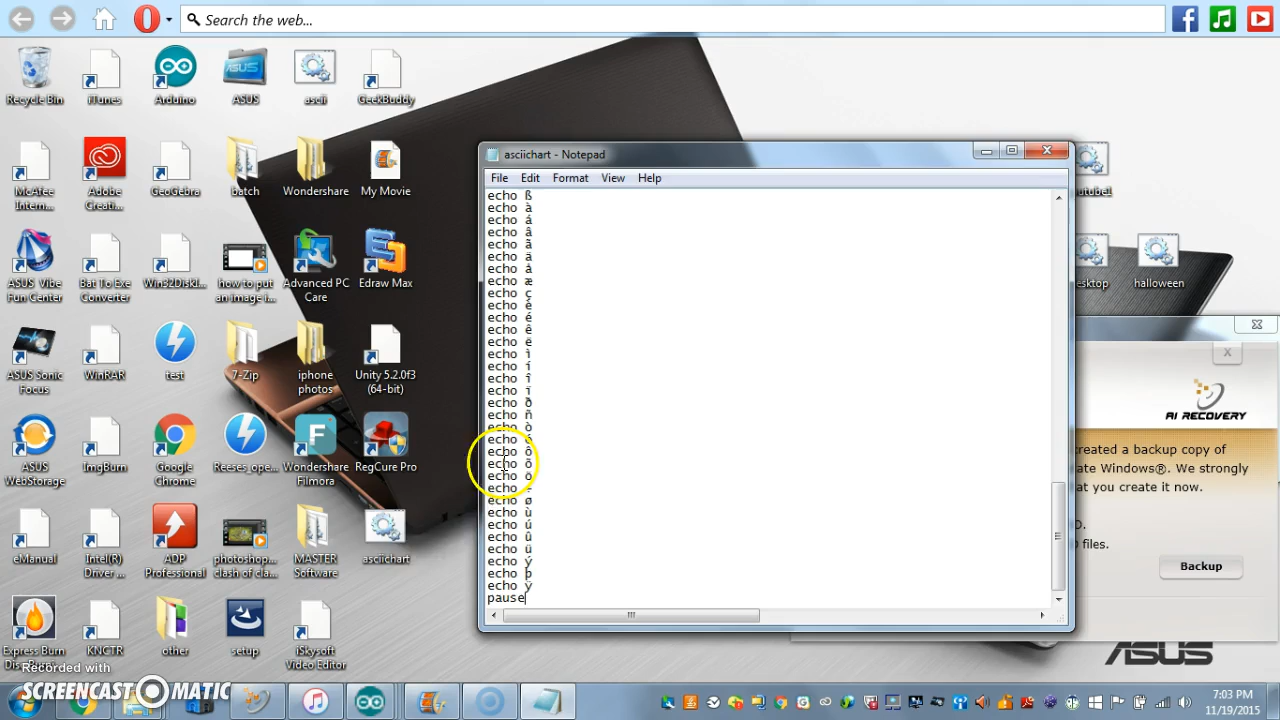 Search the web...
Recycle Bin
iTunes
Arduino
ASUS
ascii
GeekBuddy
McAfee Intern...
Adobe Creati...
GeoGebra
batch
Wondershare
My Movie
ASUS Vibe Fun Center
Bat To Exe Converter
Win32DiskI...
how to put an image i...
Advanced PC Care
Edraw Max
ASUS Sonic Focus
WinRAR
test
7-Zip
iphone photos
Unity 5.2.0f3 (64-bit)
ASUS WebStorage
ImgBurn
Google Chrome
Reeses_ope...
Wondershare Filmora
RegCure Pro
eManual
Intel(R) Driver ...
ADP Professional
photoshop... clash of cla...
MASTER Software
asciichart
Express Burn
KNCTR
other
setup
iSkysoft Video Editor
asciichart - Notepad
File Edit Format View Help
echo ß
echo à
echo á
echo â
echo ã
echo ä
echo å
echo æ
echo ç
echo è
echo é
echo ê
echo ë
echo ì
echo í
echo î
echo ï
echo ð
echo ñ
echo ò
echo ó
echo ô
echo õ
echo ö
echo ÷
echo ø
echo ù
echo ú
echo û
echo ü
echo ý
echo þ
echo ÿ
pause
utube1
esktop
halloween
AI RECOVERY
created a backup copy of
ate Windows®. We strongly
at you create it now.
D.
D files.
Backup
ASUS
Recorded with
SCREENCAST MATIC
7:03 PM
11/19/2015